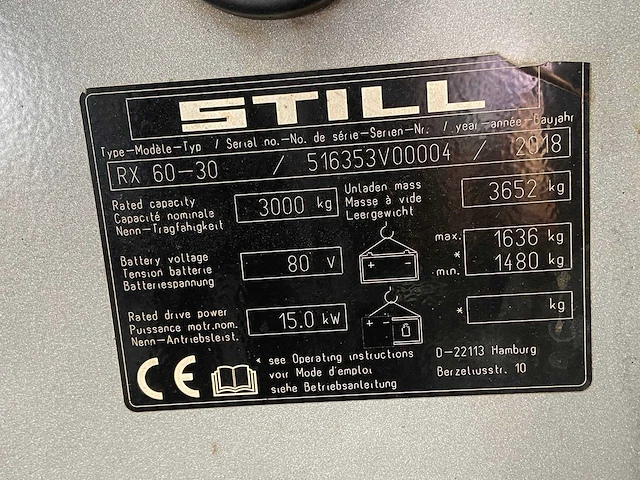 STILL
Type-Modèle-Typ / Serial no.-No. de série-Serien-Nr. / year-année-Baujahr
RX 60-30 / 516353V00004 / 2018
Rated capacity
Capacité nominale
Nenn-Tragfähigkeit
3000 kg
Unladen mass
Masse à vide
Leergewicht
3652 kg
Battery voltage
Tension batterie
Batteriespannung
80 V
+ -
max. 1636 kg
*
min. 1480 kg
Rated drive power
Puissance motr.nom.
Nenn-Antriebsleist.
15.0 kW
+ -
* kg
* see Operating instructions
voir Mode d'emploi
siehe Betriebsanleitung
D-22113 Hamburg
Berzeliusstr. 10
CE